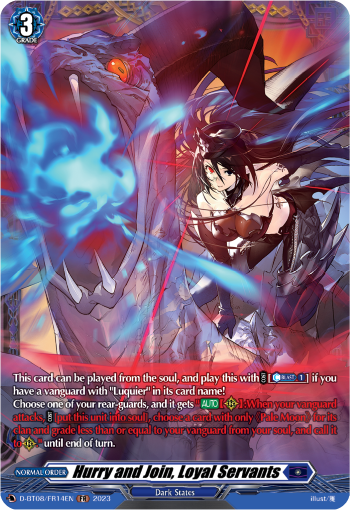 3
GRADE
This card can be played from the soul, and play this with [BLAST 1] if you
have a vanguard with "Luquier" in its card name!
Choose one of your rear-guards, and it gets "AUTO : When your vanguard
attacks, put this unit into soul, choose a card with only《Pale Moon》for its
clan and grade less than or equal to your vanguard from your soul, and call it
to " until end of turn.
NORMAL ORDER
Hurry and Join, Loyal Servants
D-BT08/FR14EN FR 2023
Dark States
illust/